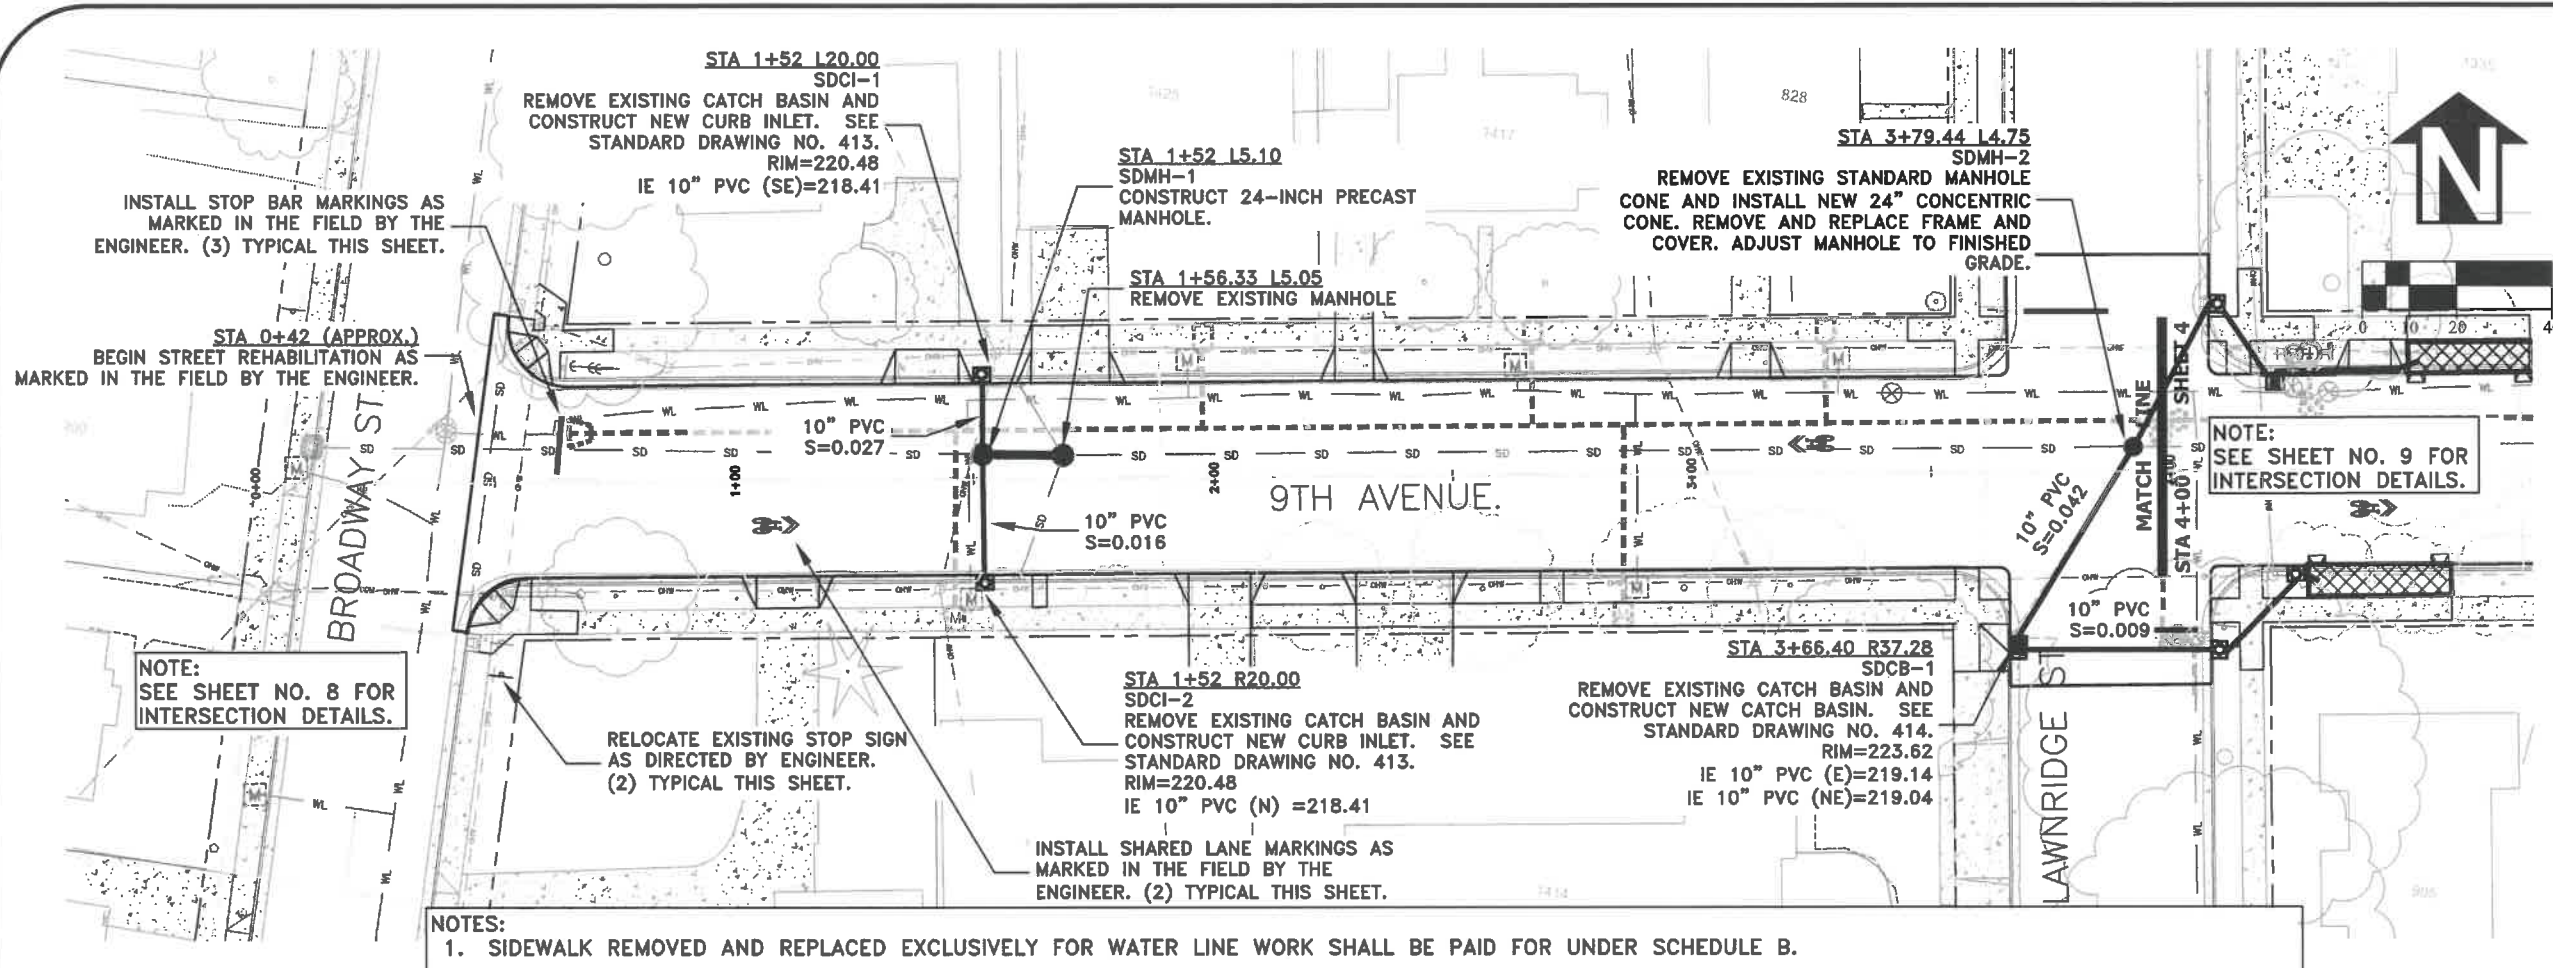 STA 1+52 L20.00
SDCI-1
REMOVE EXISTING CATCH BASIN AND
CONSTRUCT NEW CURB INLET. SEE
STANDARD DRAWING NO. 413.
RIM=220.48
IE 10" PVC (SE)=218.41
INSTALL STOP BAR MARKINGS AS
MARKED IN THE FIELD BY THE
ENGINEER. (3) TYPICAL THIS SHEET.
STA 0+42 (APPROX.)
BEGIN STREET REHABILITATION AS
MARKED IN THE FIELD BY THE ENGINEER.
STA 1+52 L5.10
SDMH-1
CONSTRUCT 24-INCH PRECAST
MANHOLE.
STA 1+56.33 L5.05
REMOVE EXISTING MANHOLE
828
STA 3+79.44 L4.75
SDMH-2
REMOVE EXISTING STANDARD MANHOLE
CONE AND INSTALL NEW 24" CONCENTRIC
CONE. REMOVE AND REPLACE FRAME AND
COVER. ADJUST MANHOLE TO FINISHED
GRADE.
N
0 10 20
1417
10" PVC
S=0.027
10" PVC
S=0.016
0+00
1+00
2+00
3+00
9TH AVENUE.
BROADWAY ST
10" PVC
S=0.042
MATCH LINE
STA 4+00 SHEET 4
NOTE:
SEE SHEET NO. 9 FOR
INTERSECTION DETAILS.
10" PVC
S=0.009
NOTE:
SEE SHEET NO. 8 FOR
INTERSECTION DETAILS.
RELOCATE EXISTING STOP SIGN
AS DIRECTED BY ENGINEER.
(2) TYPICAL THIS SHEET.
STA 1+52 R20.00
SDCI-2
REMOVE EXISTING CATCH BASIN AND
CONSTRUCT NEW CURB INLET. SEE
STANDARD DRAWING NO. 413.
RIM=220.48
IE 10" PVC (N) =218.41
STA 3+66.40 R37.28
SDCB-1
REMOVE EXISTING CATCH BASIN AND
CONSTRUCT NEW CATCH BASIN. SEE
STANDARD DRAWING NO. 414.
RIM=223.62
IE 10" PVC (E)=219.14
IE 10" PVC (NE)=219.04
LAWNRIDGE ST
INSTALL SHARED LANE MARKINGS AS
MARKED IN THE FIELD BY THE
ENGINEER. (2) TYPICAL THIS SHEET.
1414
NOTES:
1. SIDEWALK REMOVED AND REPLACED EXCLUSIVELY FOR WATER LINE WORK SHALL BE PAID FOR UNDER SCHEDULE B.